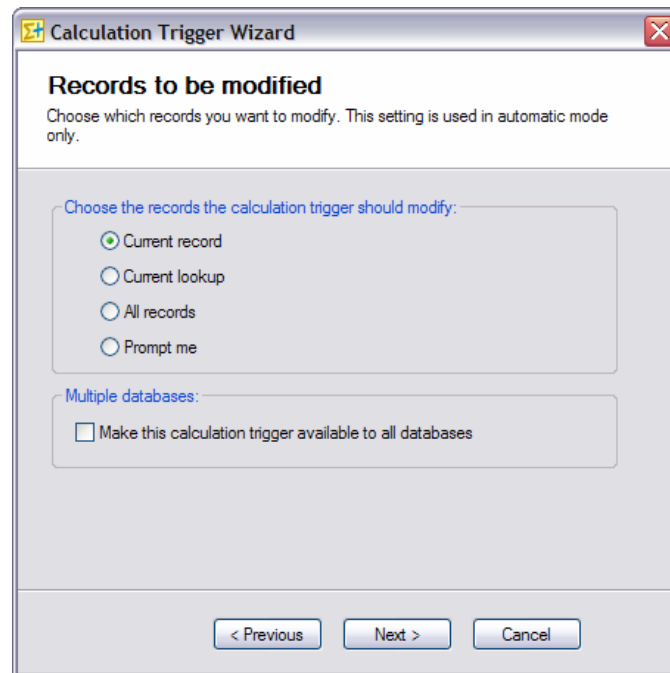 Calculation Trigger Wizard
Records to be modified
Choose which records you want to modify. This setting is used in automatic mode
only.
Choose the records the calculation trigger should modify:
Current record
Current lookup
All records
Prompt me
Multiple databases:
Make this calculation trigger available to all databases
< Previous
Next >
Cancel